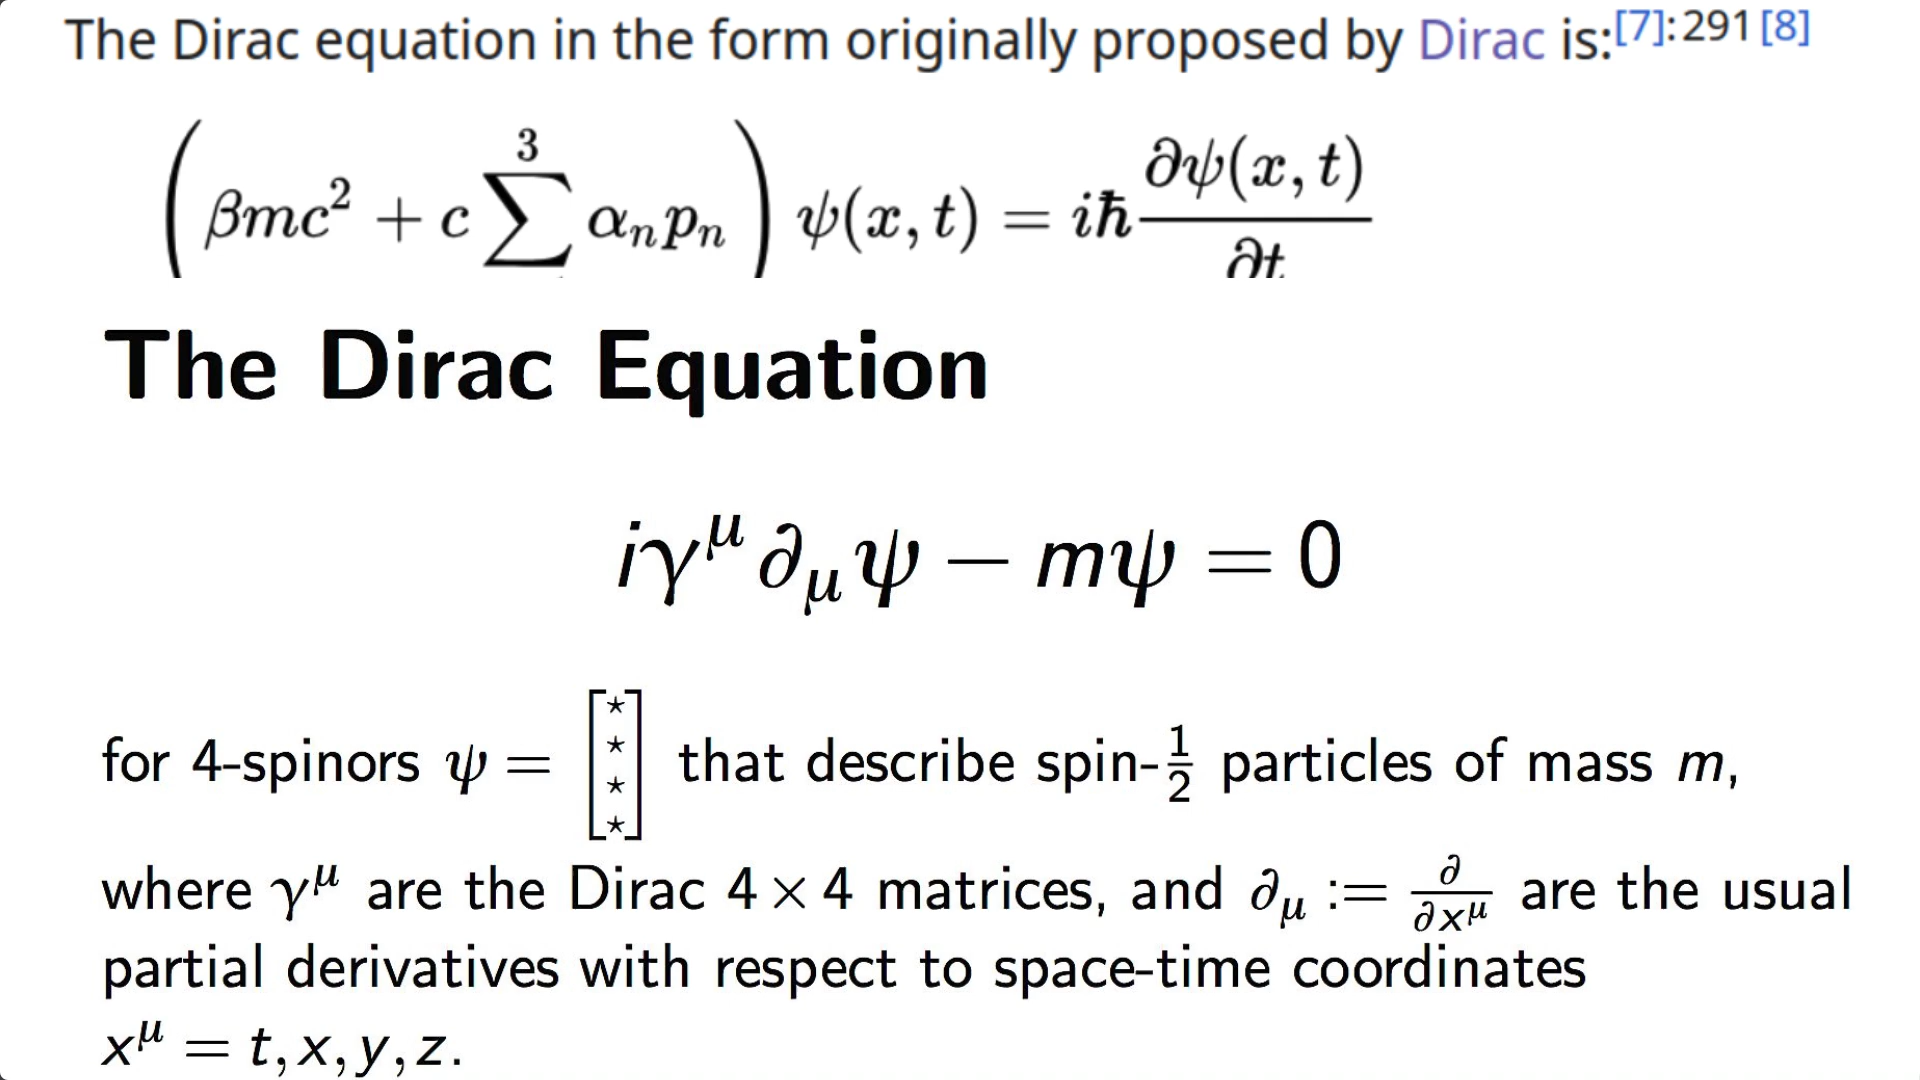 The Dirac equation in the form originally proposed by Dirac is:[7]:291[8]
(βmc² + c ∑³ αₙpₙ) ψ(x, t) = iħ ∂ψ(x, t)/∂t
The Dirac Equation
iγ^μ ∂_μ ψ − mψ = 0
for 4-spinors ψ = [⋆ ⋆ ⋆ ⋆] that describe spin-½ particles of mass m,
where γ^μ are the Dirac 4 × 4 matrices, and ∂_μ := ∂/∂x^μ are the usual
partial derivatives with respect to space-time coordinates
x^μ = t, x, y, z.